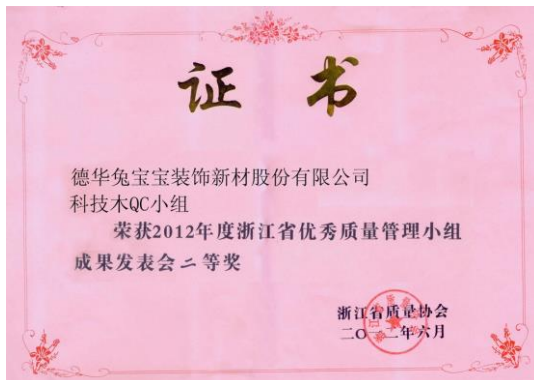 证 书
德华兔宝宝装饰新材股份有限公司
科技木QC小组
荣获2012年度浙江省优秀质量管理小组
成果发表会二等奖
浙江省质量协会
二〇一二年六月